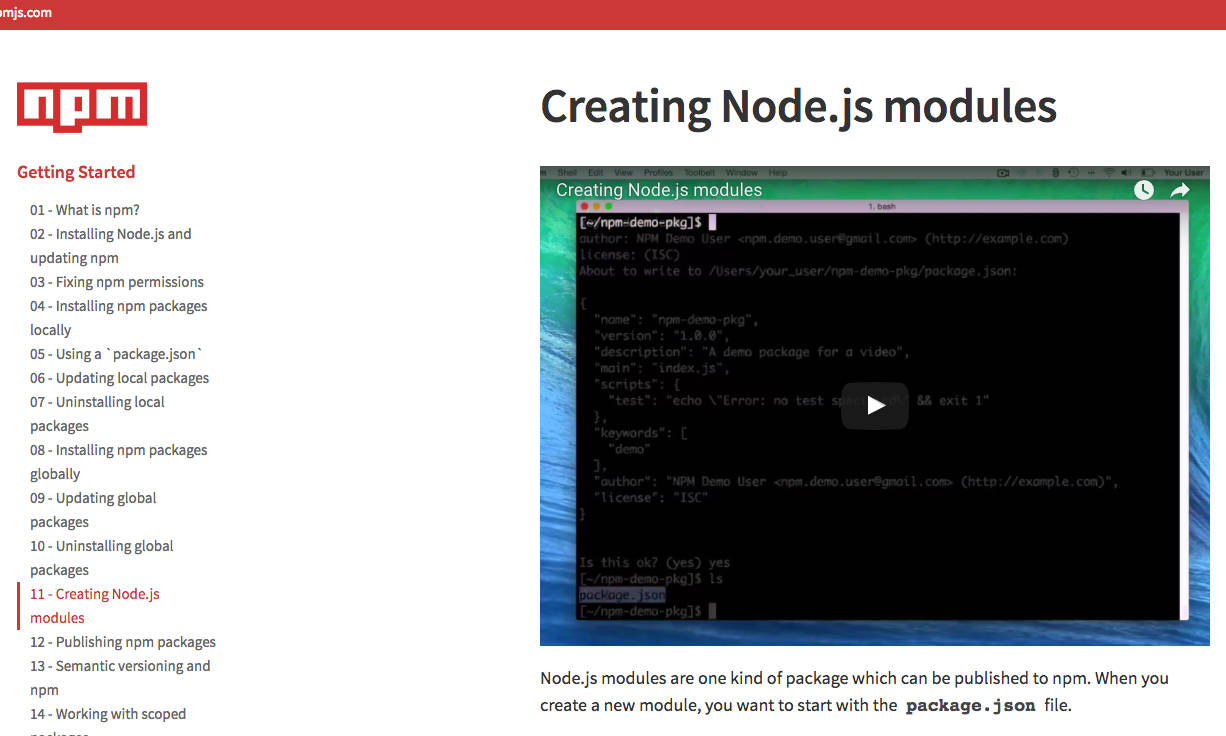 mjs.com
npm
Getting Started
01 - What is npm?
02 - Installing Node.js and
updating npm
03 - Fixing npm permissions
04 - Installing npm packages
locally
05 - Using a `package.json`
06 - Updating local packages
07 - Uninstalling local
packages
08 - Installing npm packages
globally
09 - Updating global
packages
10 - Uninstalling global
packages
11 - Creating Node.js
modules
12 - Publishing npm packages
13 - Semantic versioning and
npm
14 - Working with scoped
Creating Node.js modules
Shell Edit View Profiles Toolbelt Window Help Your User
Creating Node.js modules
1. bash
[~/npm-demo-pkg]$
author: NPM Demo User <npm.demo.user@gmail.com> (http://example.com)
license: (ISC)
About to write to /Users/your_user/npm-demo-pkg/package.json:
{
"name": "npm-demo-pkg",
"version": "1.0.0",
"description": "A demo package for a video",
"main": "index.js",
"scripts": {
"test": "echo \"Error: no test && exit 1"
},
"keywords": [
"demo"
],
"author": "NPM Demo User <npm.demo.user@gmail.com> (http://example.com)",
"license": "ISC"
}
Is this ok? (yes) yes
[~/npm-demo-pkg]$ ls
package.json
[~/npm-demo-pkg]$
Node.js modules are one kind of package which can be published to npm. When you
create a new module, you want to start with the package.json file.